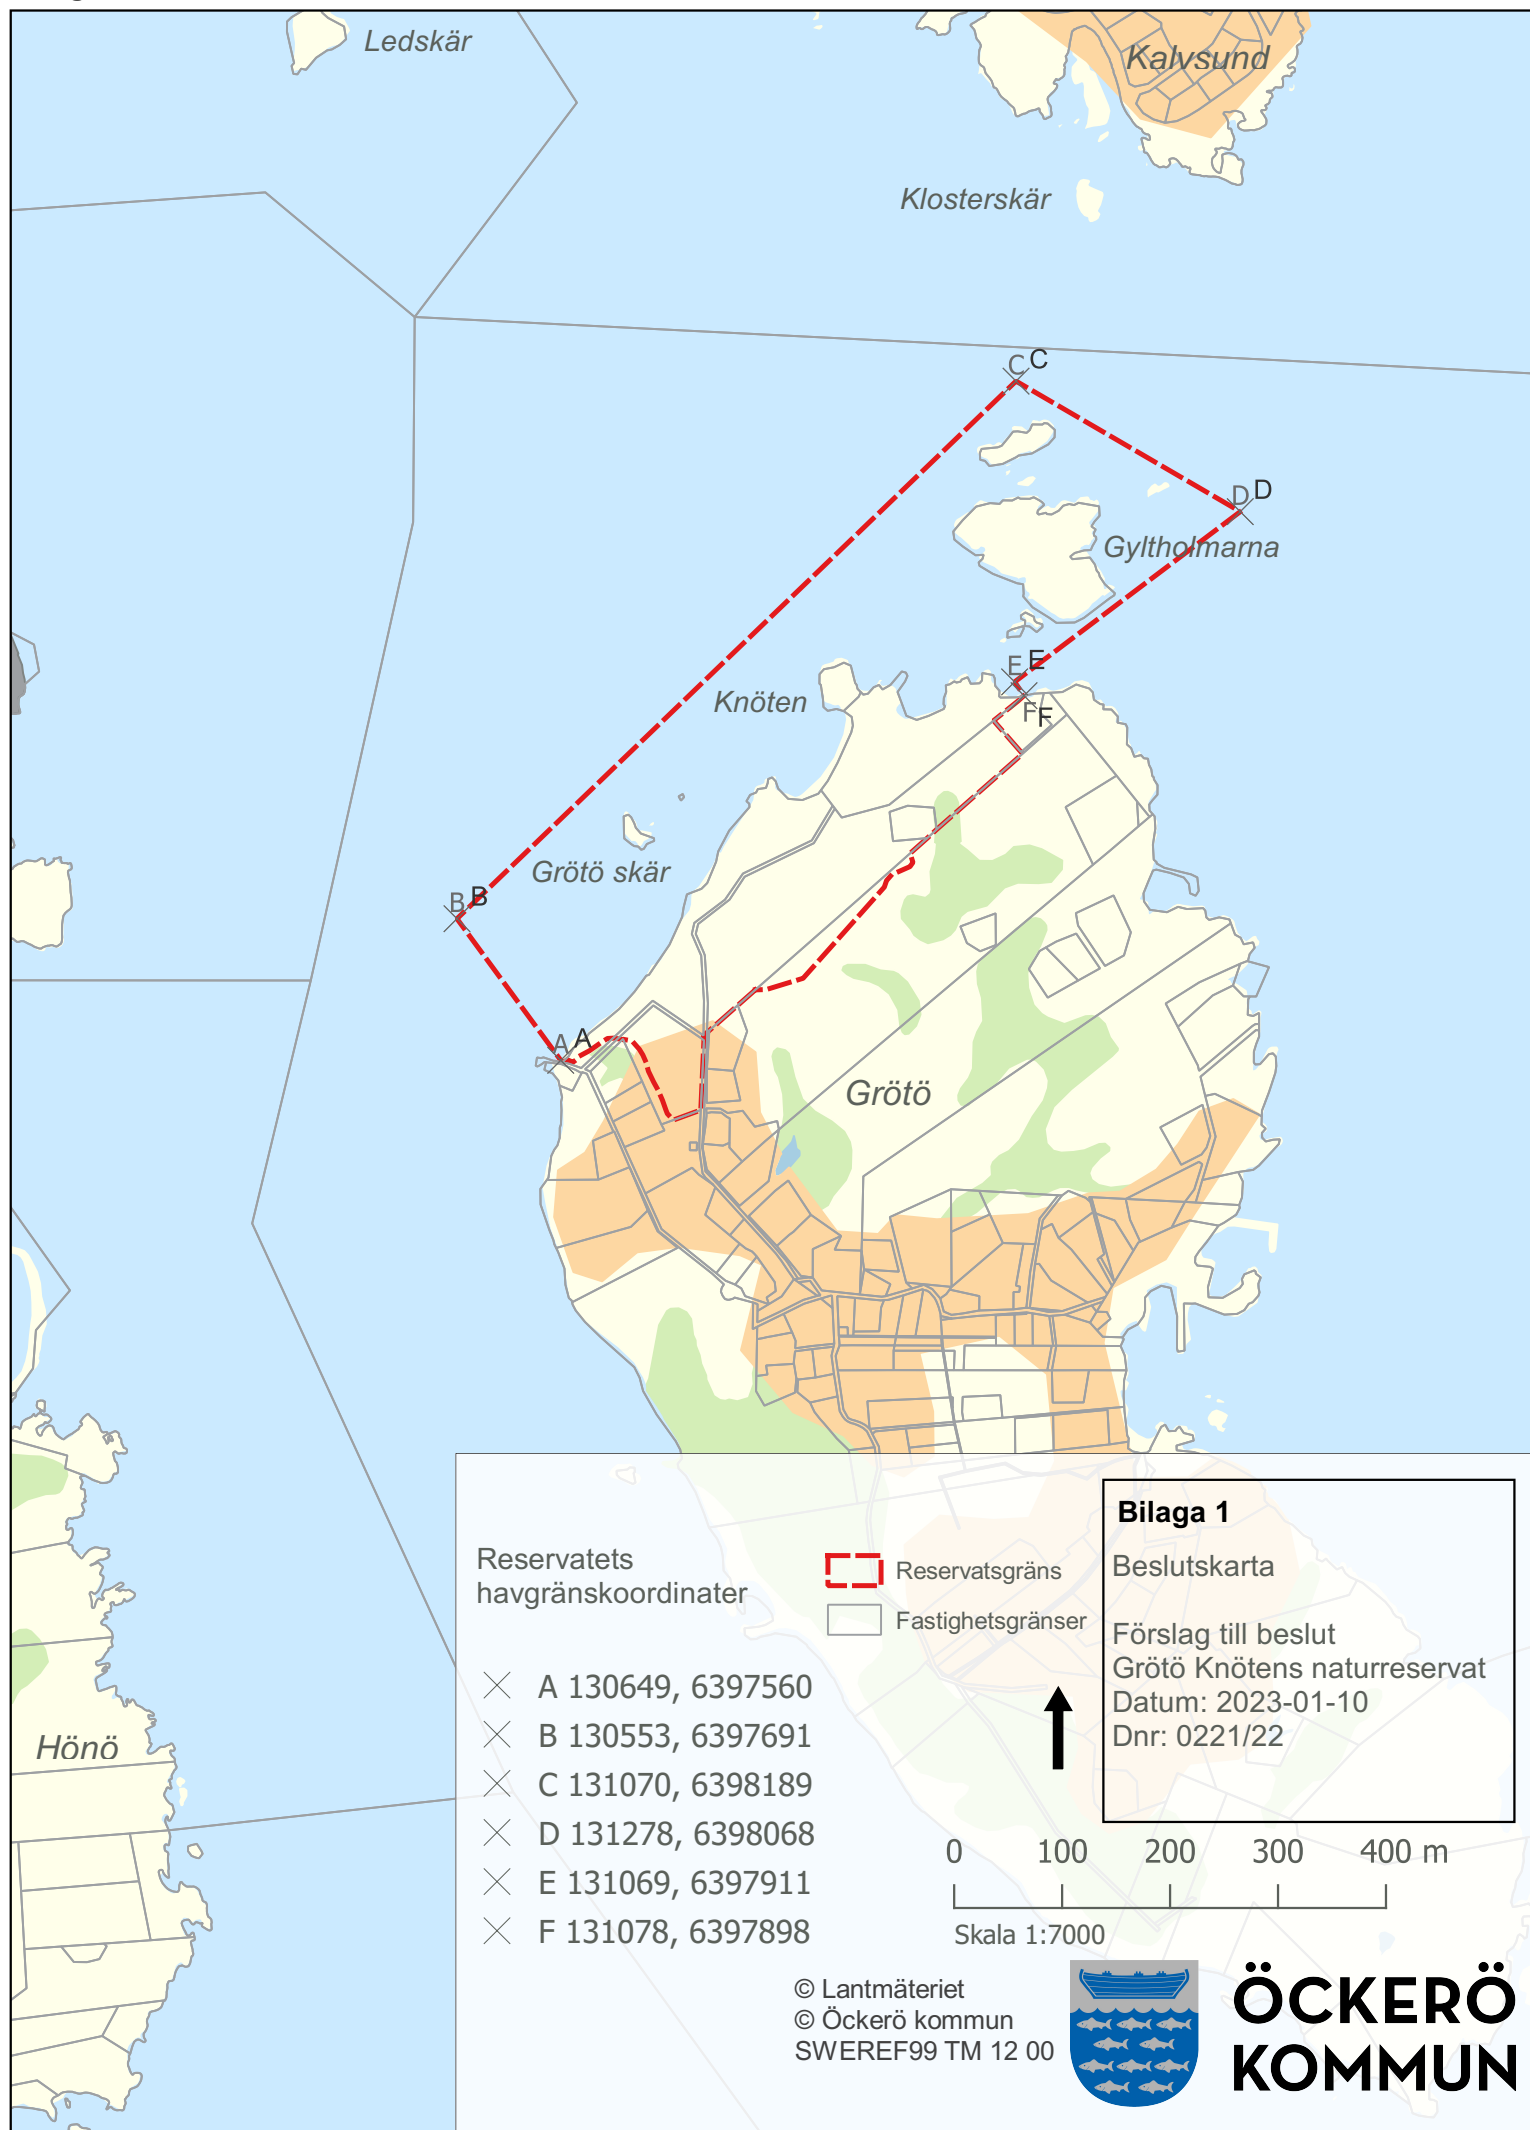 Ledskär
Kalvsund
Klosterskär
C C
D D
Gyltholmarna
E E
Knöten
F F
Grötö skär
B B
A A
Grötö
Hönö
Reservatets
havgränskoordinater
Reservatsgräns
Fastighetsgränser
A 130649, 6397560
B 130553, 6397691
C 131070, 6398189
D 131278, 6398068
E 131069, 6397911
F 131078, 6397898
Bilaga 1
Beslutskarta
Förslag till beslut
Grötö Knötens naturreservat
Datum: 2023-01-10
Dnr: 0221/22
0 100 200 300 400 m
Skala 1:7000
© Lantmäteriet
© Öckerö kommun
SWEREF99 TM 12 00
ÖCKERÖ
KOMMUN